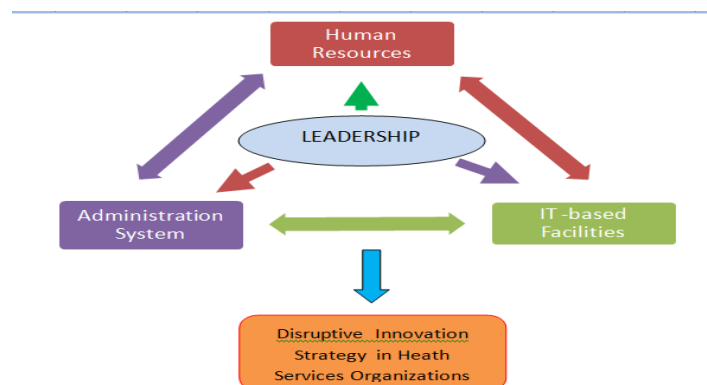 Human
Resources
LEADERSHIP
Administration
System
IT-based
Facilities
Disruptive Innovation
Strategy in Heath
Services Organizations